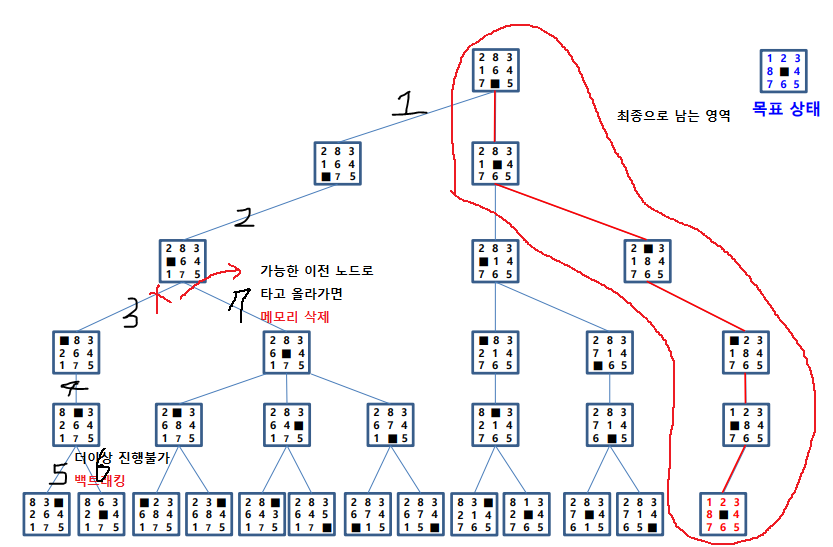 2 8 3
1 6 4
7 ■ 5
1 2 3
8 ■ 4
7 6 5
목표 상태
최종으로 남는 영역
1
2 8 3
1 6 4
■ 7 5
2 8 3
1 ■ 4
7 6 5
2
2 8 3
■ 6 4
1 7 5
2 8 3
■ 1 4
7 6 5
2 ■ 3
1 8 4
7 6 5
가능한 이전 노드로
타고 올라가면
메모리 삭제
3
7
■ 8 3
2 6 4
1 7 5
2 8 3
6 ■ 4
1 7 5
■ 8 3
2 1 4
7 6 5
2 8 3
7 1 4
■ 6 5
■ 2 3
1 8 4
7 6 5
4
8 ■ 3
2 6 4
1 7 5
2 ■ 3
6 8 4
1 7 5
2 8 3
6 4 ■
1 7 5
2 8 3
6 7 4
1 ■ 5
8 ■ 3
2 1 4
7 6 5
2 8 3
7 1 4
6 ■ 5
1 2 3
■ 8 4
7 6 5
더이상 진행불가
백트래킹
5
6
8 3 ■
2 6 4
1 7 5
8 6 3
2 ■ 4
1 7 5
■ 2 3
6 8 4
1 7 5
2 3 ■
6 8 4
1 7 5
2 8 ■
6 4 3
1 7 5
2 8 3
6 4 5
1 7 ■
2 8 3
6 7 4
■ 1 5
2 8 3
6 7 4
1 5 ■
8 3 ■
2 1 4
7 6 5
8 1 3
2 ■ 4
7 6 5
2 8 3
7 ■ 4
6 1 5
2 8 3
7 1 4
6 5 ■
1 2 3
8 ■ 4
7 6 5